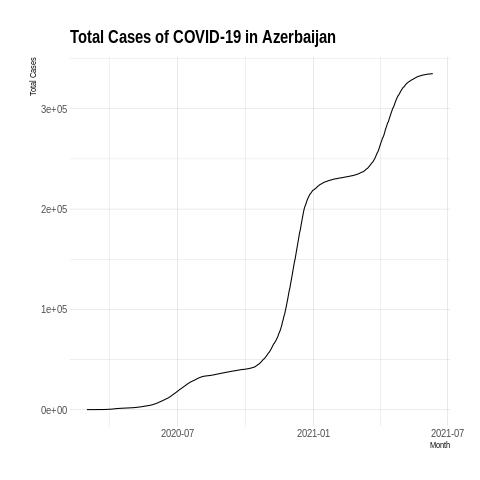 Total Cases of COVID-19 in Azerbaijan
Total Cases
3e+05
2e+05
1e+05
0e+00
2020-07 2021-01 2021-07
Month